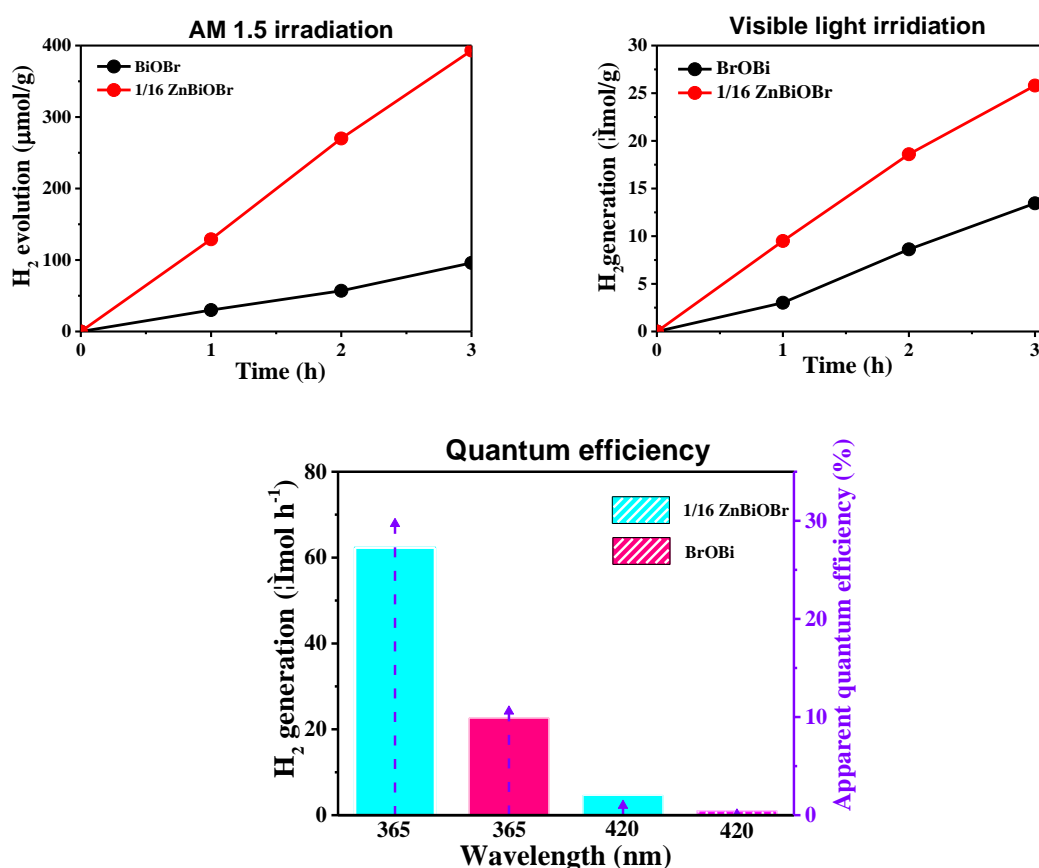 AM 1.5 irradiation
H2 evolution (μmol/g)
400
300
200
100
0
BiOBr
1/16 ZnBiOBr
0 1 2 3
Time (h)
Visible light irridiation
H2generation (¦Ìmol/g)
30
25
20
15
10
5
0
BrOBi
1/16 ZnBiOBr
0 1 2 3
Time (h)
Quantum efficiency
H2 generation (¦Ìmol h-1)
80
60
40
20
0
1/16 ZnBiOBr
BrOBi
365 365 420 420
Wavelength (nm)
30
20
10
0
Apparent quantum efficiency (%)